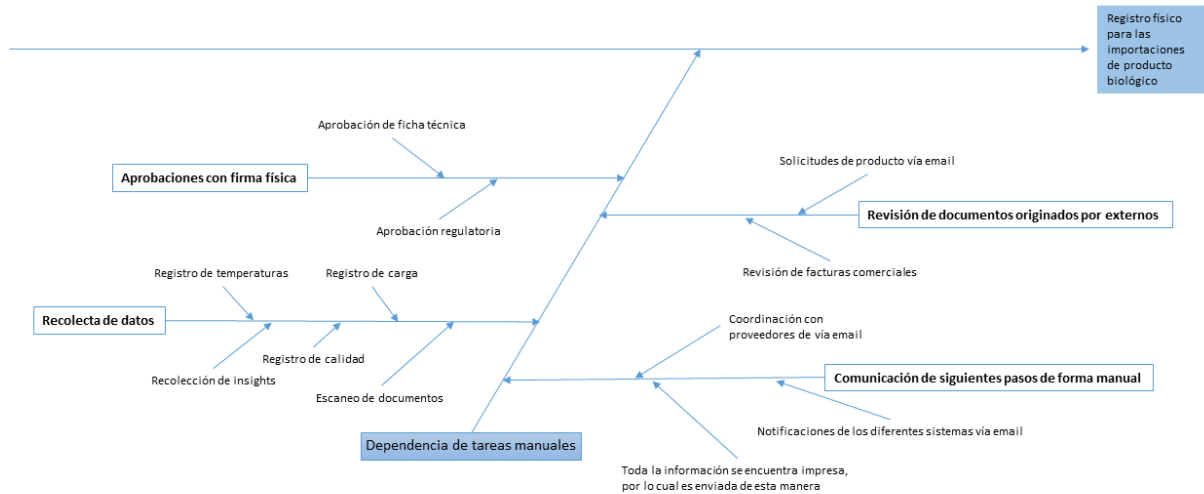 Registro físico
para las
importaciones
de producto
biológico
Aprobación de ficha técnica
Aprobaciones con firma física
Aprobación regulatoria
Solicitudes de producto vía email
Revisión de documentos originados por externos
Revisión de facturas comerciales
Registro de temperaturas
Registro de carga
Recolecta de datos
Registro de calidad
Recolección de insights
Escaneo de documentos
Coordinación con
proveedores de vía email
Comunicación de siguientes pasos de forma manual
Notificaciones de los diferentes sistemas vía email
Toda la información se encuentra impresa,
por lo cual es enviada de esta manera
Dependencia de tareas manuales